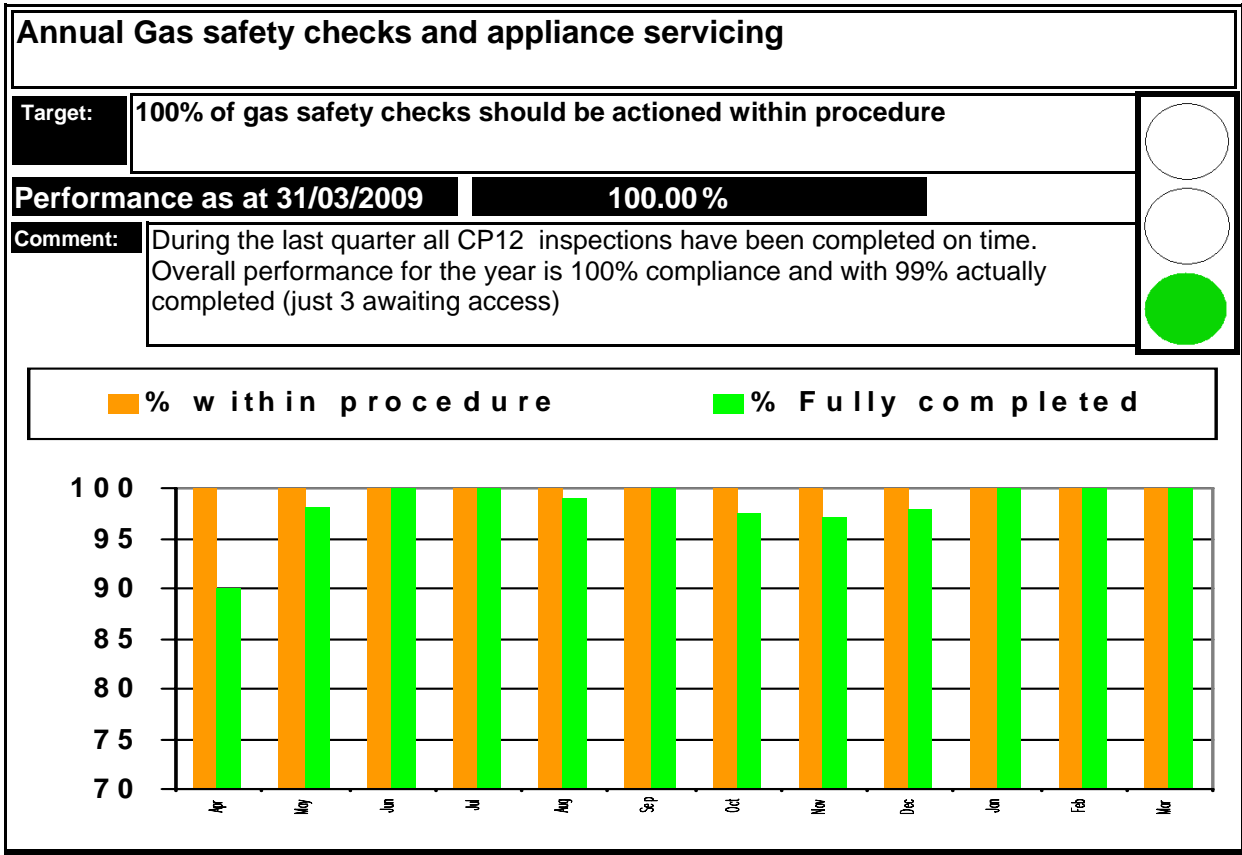 Annual Gas safety checks and appliance servicing
Target: 100% of gas safety checks should be actioned within procedure
Performance as at 31/03/2009 100.00%
Comment: During the last quarter all CP12 inspections have been completed on time.
Overall performance for the year is 100% compliance and with 99% actually
completed (just 3 awaiting access)
% within procedure % Fully completed
100
95
90
85
80
75
70
Apr May Jun Jul Aug Sep Oct Nov Dec Jan Feb Mar